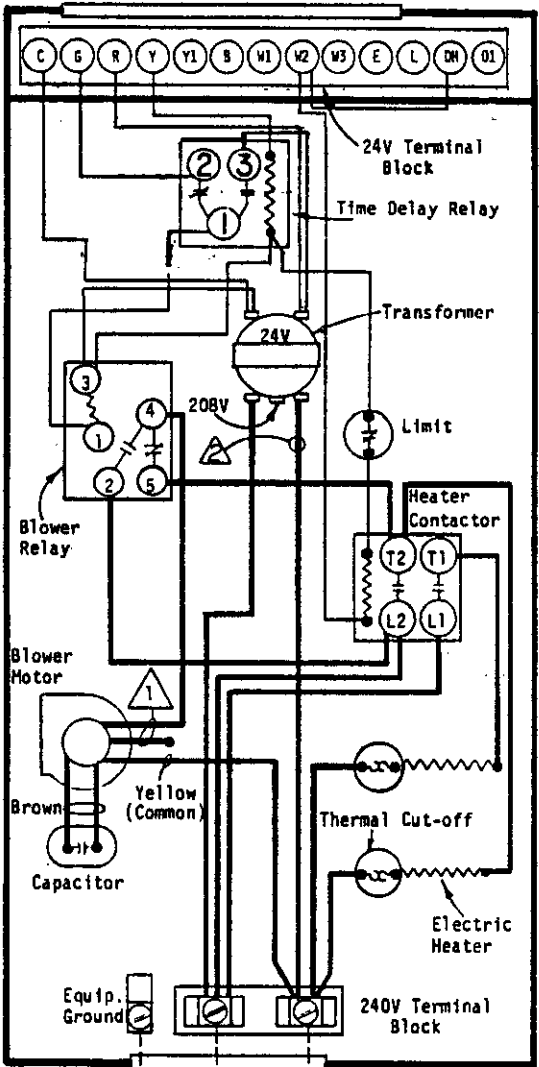 C G R Y Y1 B W1 W2 W3 E L DH O1
24V Terminal
Block
2 3
1
Time Delay Relay
Transformer
24V
3
208V
2
4
1
Limit
2 5
Blower
Relay
Heater
Contactor
T2 T1
L2 L1
Blower
Motor
1
Yellow
(Common)
Brown
Thermal Cut-off
Capacitor
Electric
Heater
Equip.
Ground
240V Terminal
Block